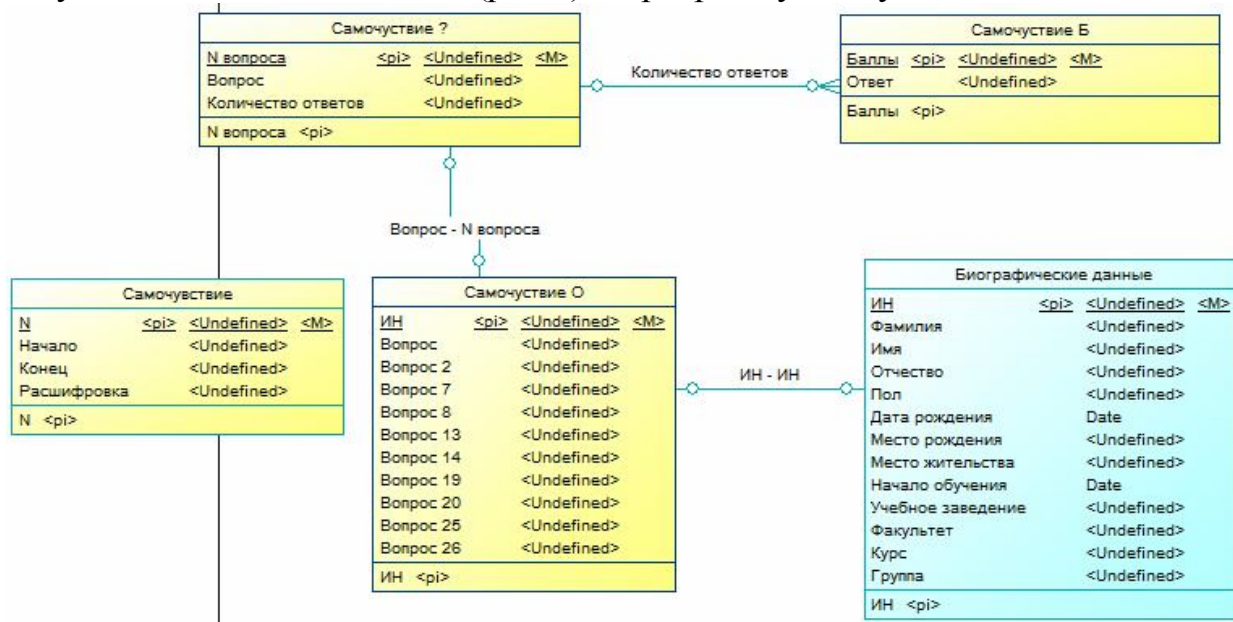 Самочуствие ?
N вопроса <pi> <Undefined> <M>
Вопрос <Undefined>
Количество ответов <Undefined>
N вопроса <pi>
Количество ответов
Самочуствие Б
Баллы <pi> <Undefined> <M>
Ответ <Undefined>
Баллы <pi>
Вопрос - N вопроса
Самочувствие
N <pi> <Undefined> <M>
Начало <Undefined>
Конец <Undefined>
Расшифровка <Undefined>
N <pi>
Самочуствие О
ИН <pi> <Undefined> <M>
Вопрос <Undefined>
Вопрос 2 <Undefined>
Вопрос 7 <Undefined>
Вопрос 8 <Undefined>
Вопрос 13 <Undefined>
Вопрос 14 <Undefined>
Вопрос 19 <Undefined>
Вопрос 20 <Undefined>
Вопрос 25 <Undefined>
Вопрос 26 <Undefined>
ИН <pi>
ИН - ИН
Биографические данные
ИН <pi> <Undefined> <M>
Фамилия <Undefined>
Имя <Undefined>
Отчество <Undefined>
Пол <Undefined>
Дата рождения Date
Место рождения <Undefined>
Место жительства <Undefined>
Начало обучения Date
Учебное заведение <Undefined>
Факультет <Undefined>
Курс <Undefined>
Группа <Undefined>
ИН <pi>